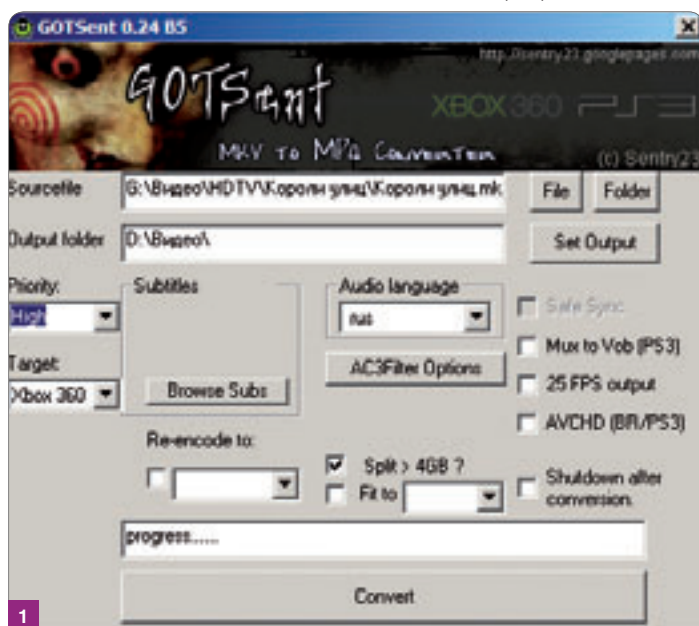 GOTSent 0.24 B5
http://sentry23.googlepages.com
GOTSent
XBOX 360 PS3
MKV TO MP4 CONVERTER
(c) Sentry23
Sourcefile G:\Видео\HDTV\Короли улиц\Короли улиц.mk File Folder
Output folder D:\Видео\ Set Output
Priority: Subtitles Audio language
High rus Safe Sync
Mux to Vob (PS3)
Target: AC3Filter Options
Xbox 360 Browse Subs 25 FPS output
AVCHD (BR/PS3)
Re-encode to:
Split > 4GB ? Shutdown after
Fit to conversion.
progress.....
Convert
1